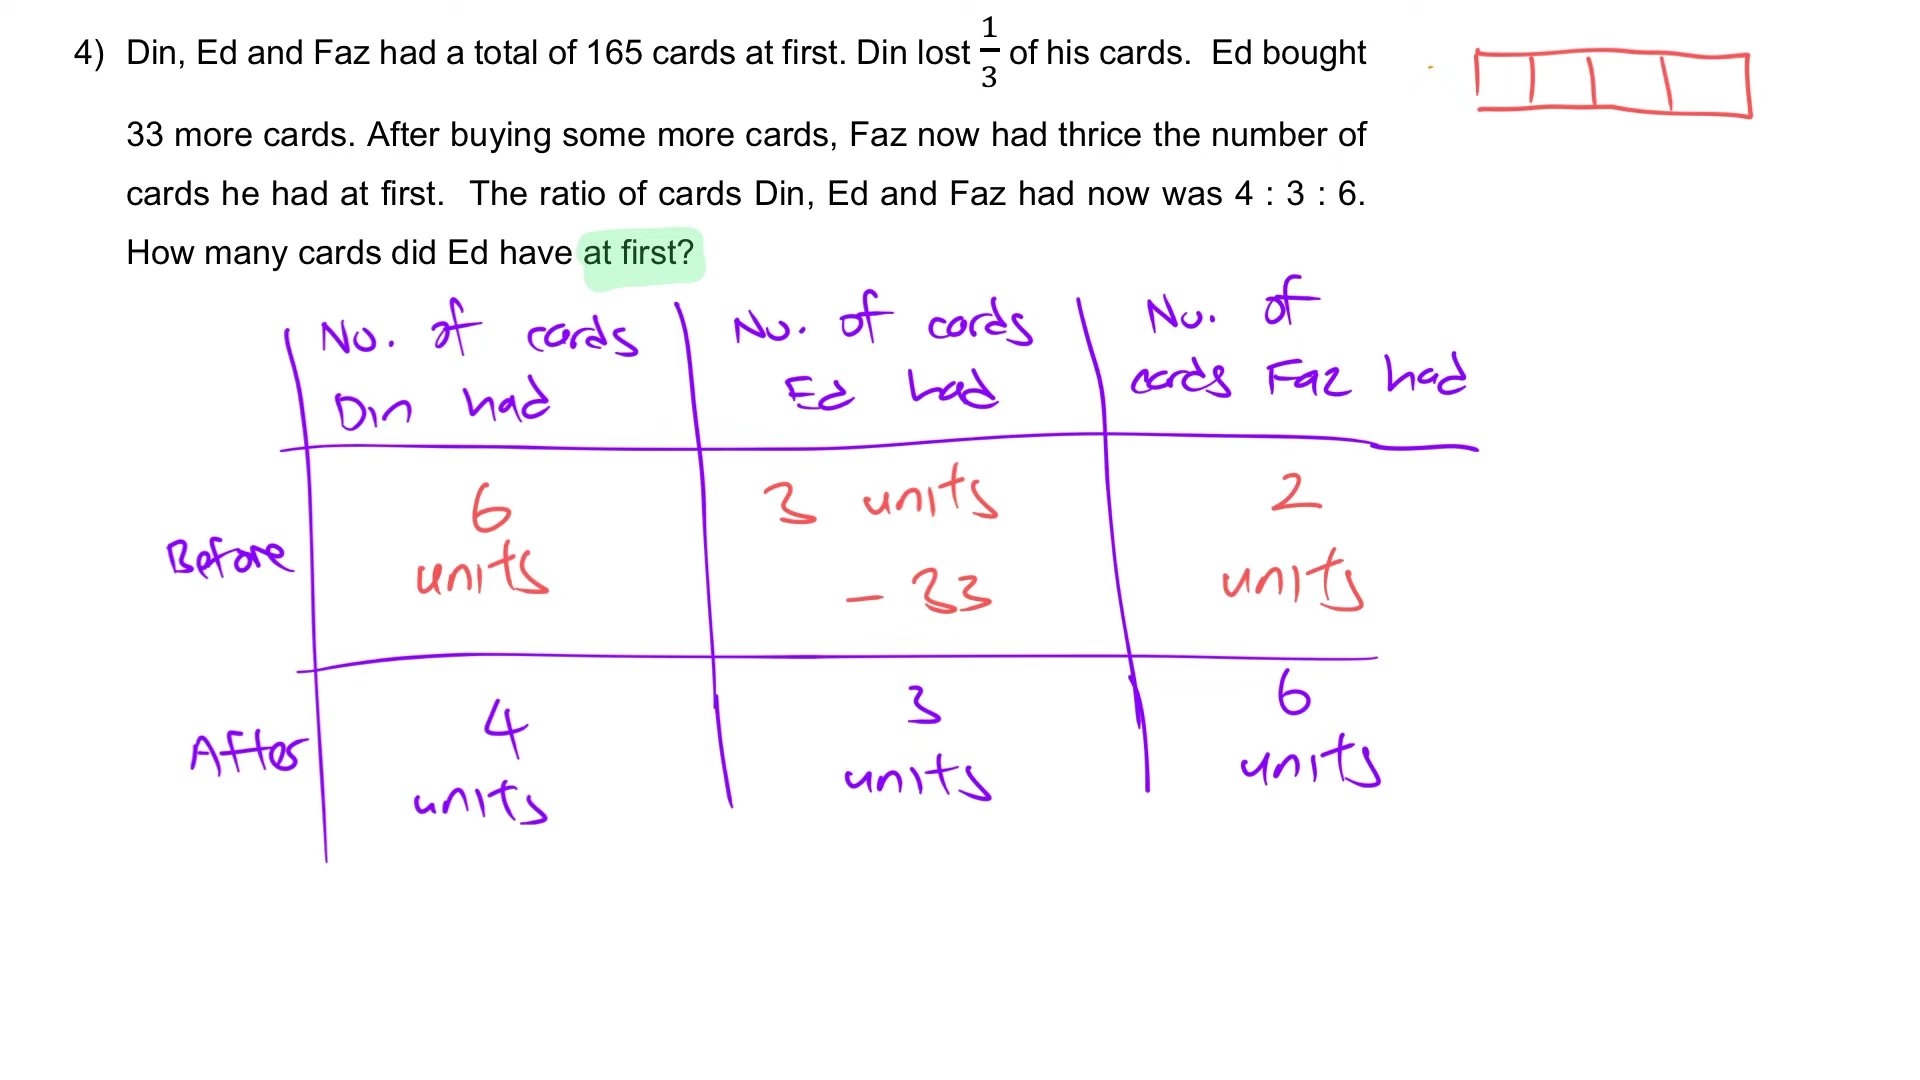 4) Din, Ed and Faz had a total of 165 cards at first. Din lost 1/3 of his cards. Ed bought
33 more cards. After buying some more cards, Faz now had thrice the number of
cards he had at first. The ratio of cards Din, Ed and Faz had now was 4 : 3 : 6.
How many cards did Ed have at first?
No. of cards
Din had
No. of cards
Ed had
No. of
cards Faz had
Before
6
units
3 units
- 33
2
units
After
4
units
3
units
6
units